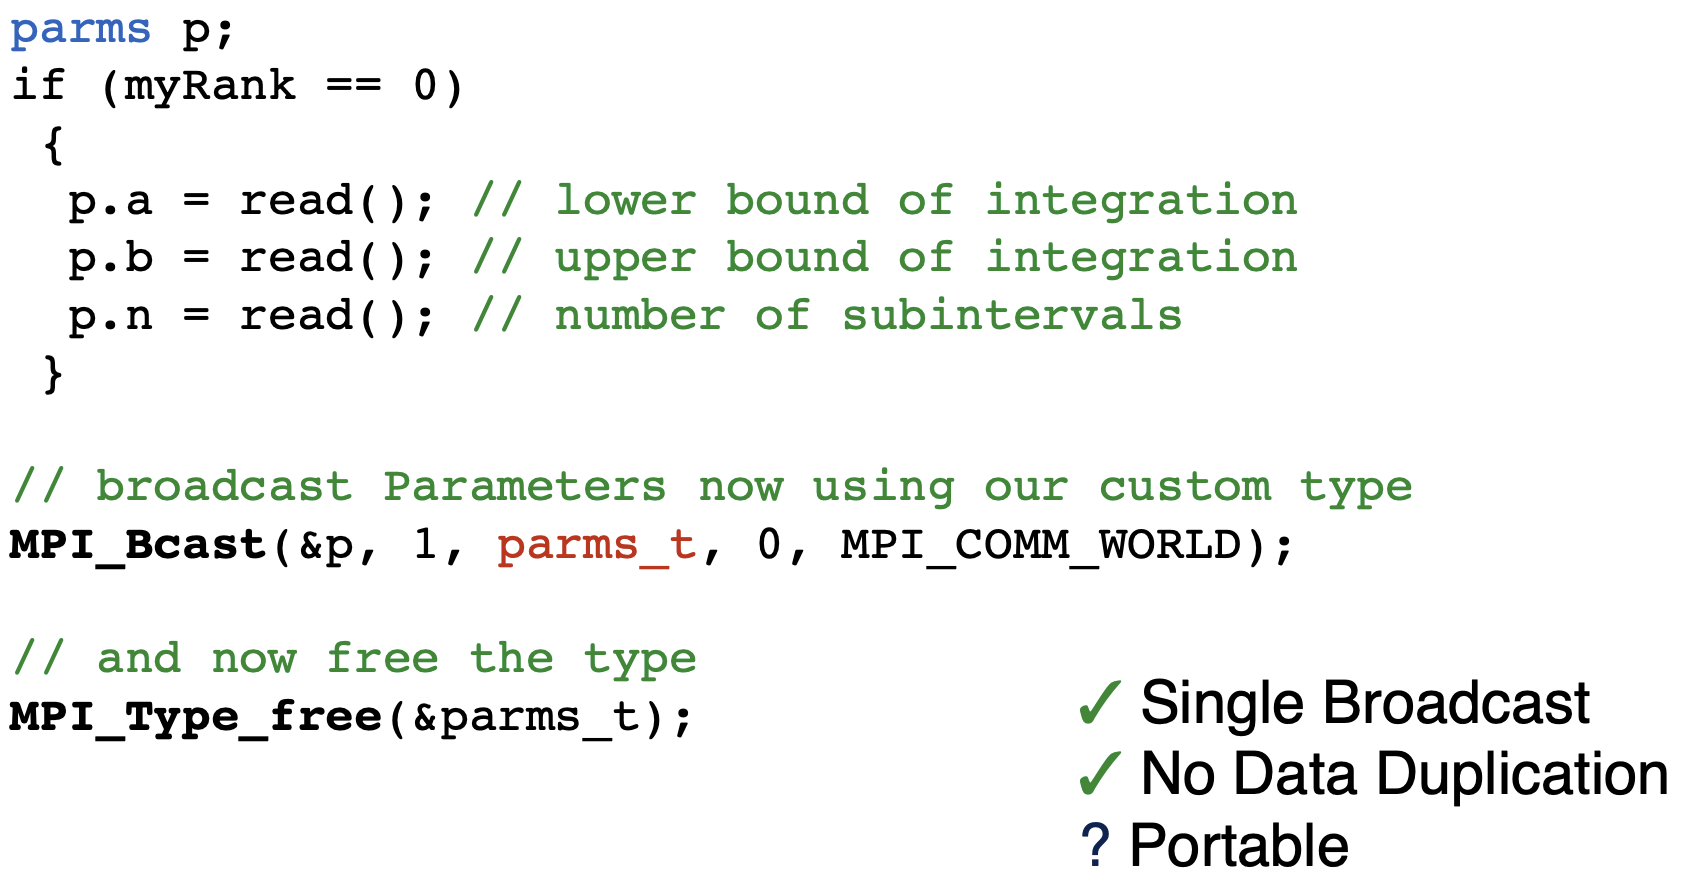 parms p;
if (myRank == 0)
{
p.a = read(); // lower bound of integration
p.b = read(); // upper bound of integration
p.n = read(); // number of subintervals
}
// broadcast Parameters now using our custom type
MPI_Bcast(&p, 1, parms_t, 0, MPI_COMM_WORLD);
// and now free the type
MPI_Type_free(&parms_t);
✓ Single Broadcast
✓ No Data Duplication
? Portable